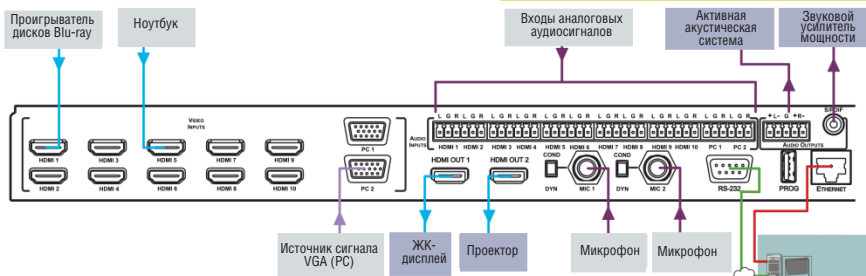 Проигрыватель
дисков Blu-ray
Ноутбук
Входы аналоговых
аудиосигналов
Активная
акустическая
система
Звуковой
усилитель
мощности
VIDEO
INPUTS
HDMI 1
HDMI 3
HDMI 5
HDMI 7
HDMI 9
HDMI 2
HDMI 4
HDMI 6
HDMI 8
HDMI 10
PC 1
PC 2
AUDIO
INPUTS
L G R L G R
L G R L G R
L G R L G R
L G R L G R
L G R L G R
L G R L G R
HDMI 1 HDMI 2
HDMI 3 HDMI 4
HDMI 5 HDMI 6
HDMI 7 HDMI 8
HDMI 9 HDMI 10
PC 1 PC 2
+L- G +R-
S/PDIF
AUDIO OUTPUTS
HDMI OUT 1
HDMI OUT 2
COND
DYN
MIC 1
COND
DYN
MIC 2
RS-232
PROG
ETHERNET
Источник сигнала
VGA (PC)
ЖК-
дисплей
Проектор
Микрофон
Микрофон